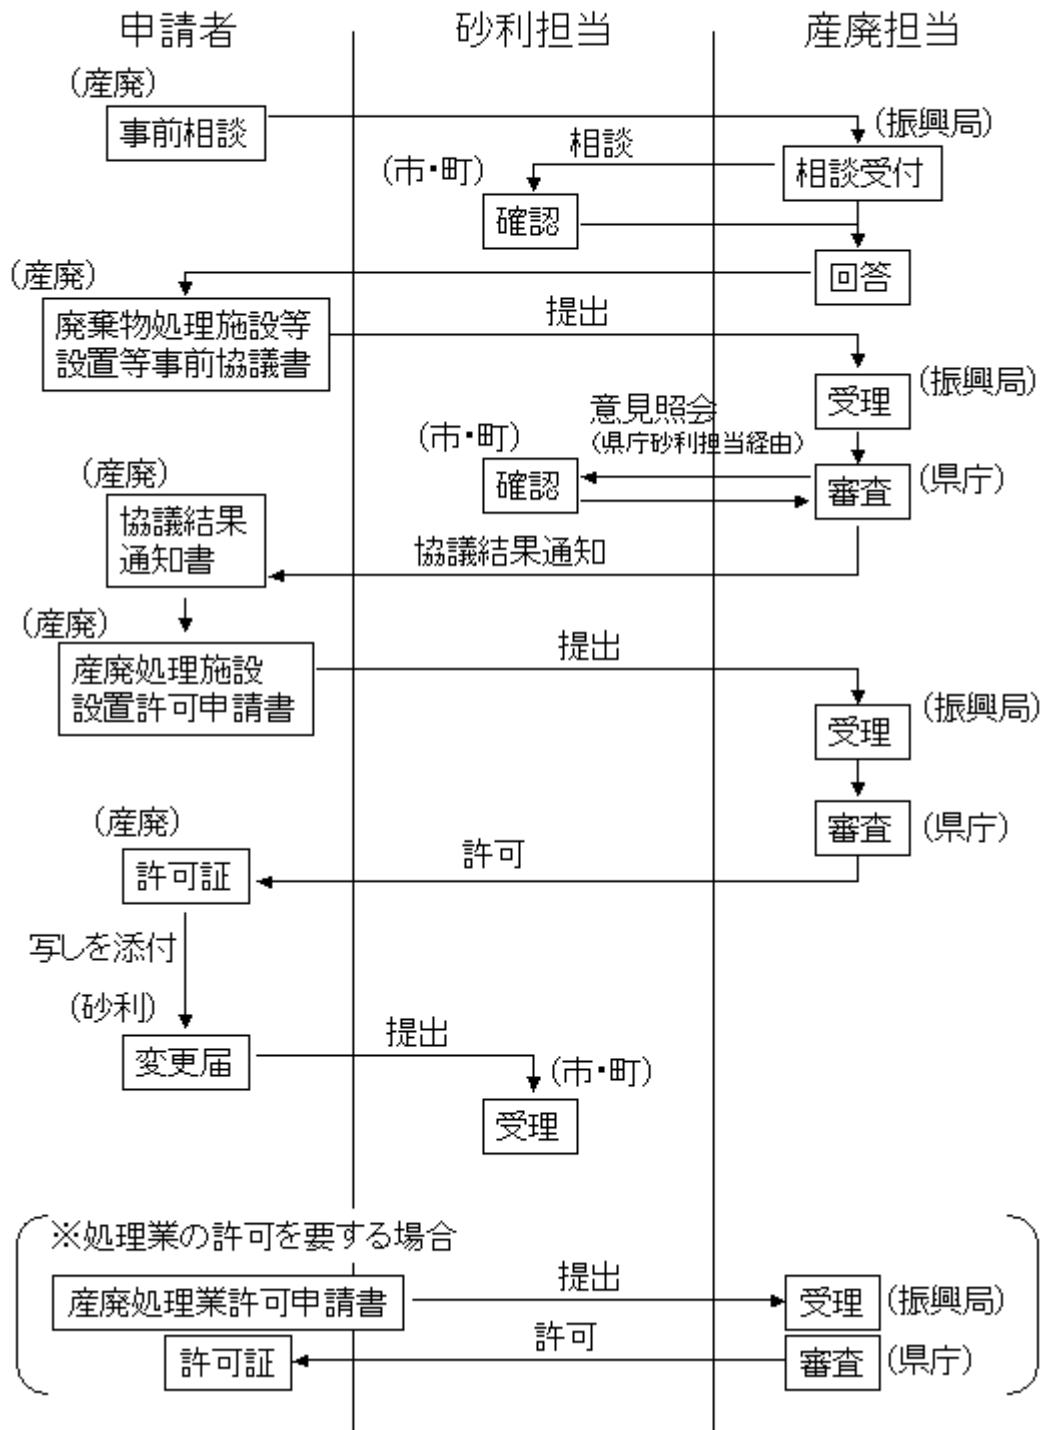 申請者
砂利担当
産廃担当
(産廃)
事前相談
(振興局)
相談
(市・町)
相談受付
確認
回答
(産廃)
廃棄物処理施設等
設置等事前協議書
提出
(振興局)
受理
意見照会
(県庁砂利担当経由)
(市・町)
確認
審査
(県庁)
(産廃)
協議結果
通知書
協議結果通知
(産廃)
産廃処理施設
設置許可申請書
提出
(振興局)
受理
審査
(県庁)
(産廃)
許可証
許可
写しを添付
(砂利)
変更届
提出
(市・町)
受理
※処理業の許可を要する場合
産廃処理業許可申請書
提出
受理
(振興局)
許可証
許可
審査
(県庁)